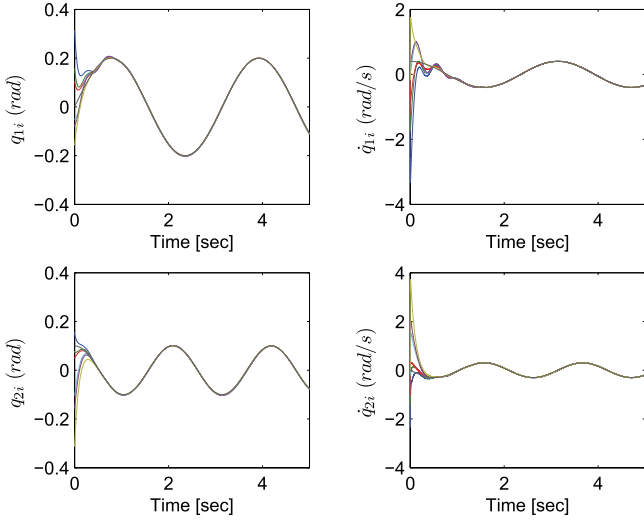 0.4
0.2
0
−0.2
−0.4
q1i (rad)
0 2 4
Time [sec]
2
0
−2
−4
q̇1i (rad/s)
0 2 4
Time [sec]
0.4
0.2
0
−0.2
−0.4
q2i (rad)
0 2 4
Time [sec]
4
2
0
−2
−4
q̇2i (rad/s)
0 2 4
Time [sec]